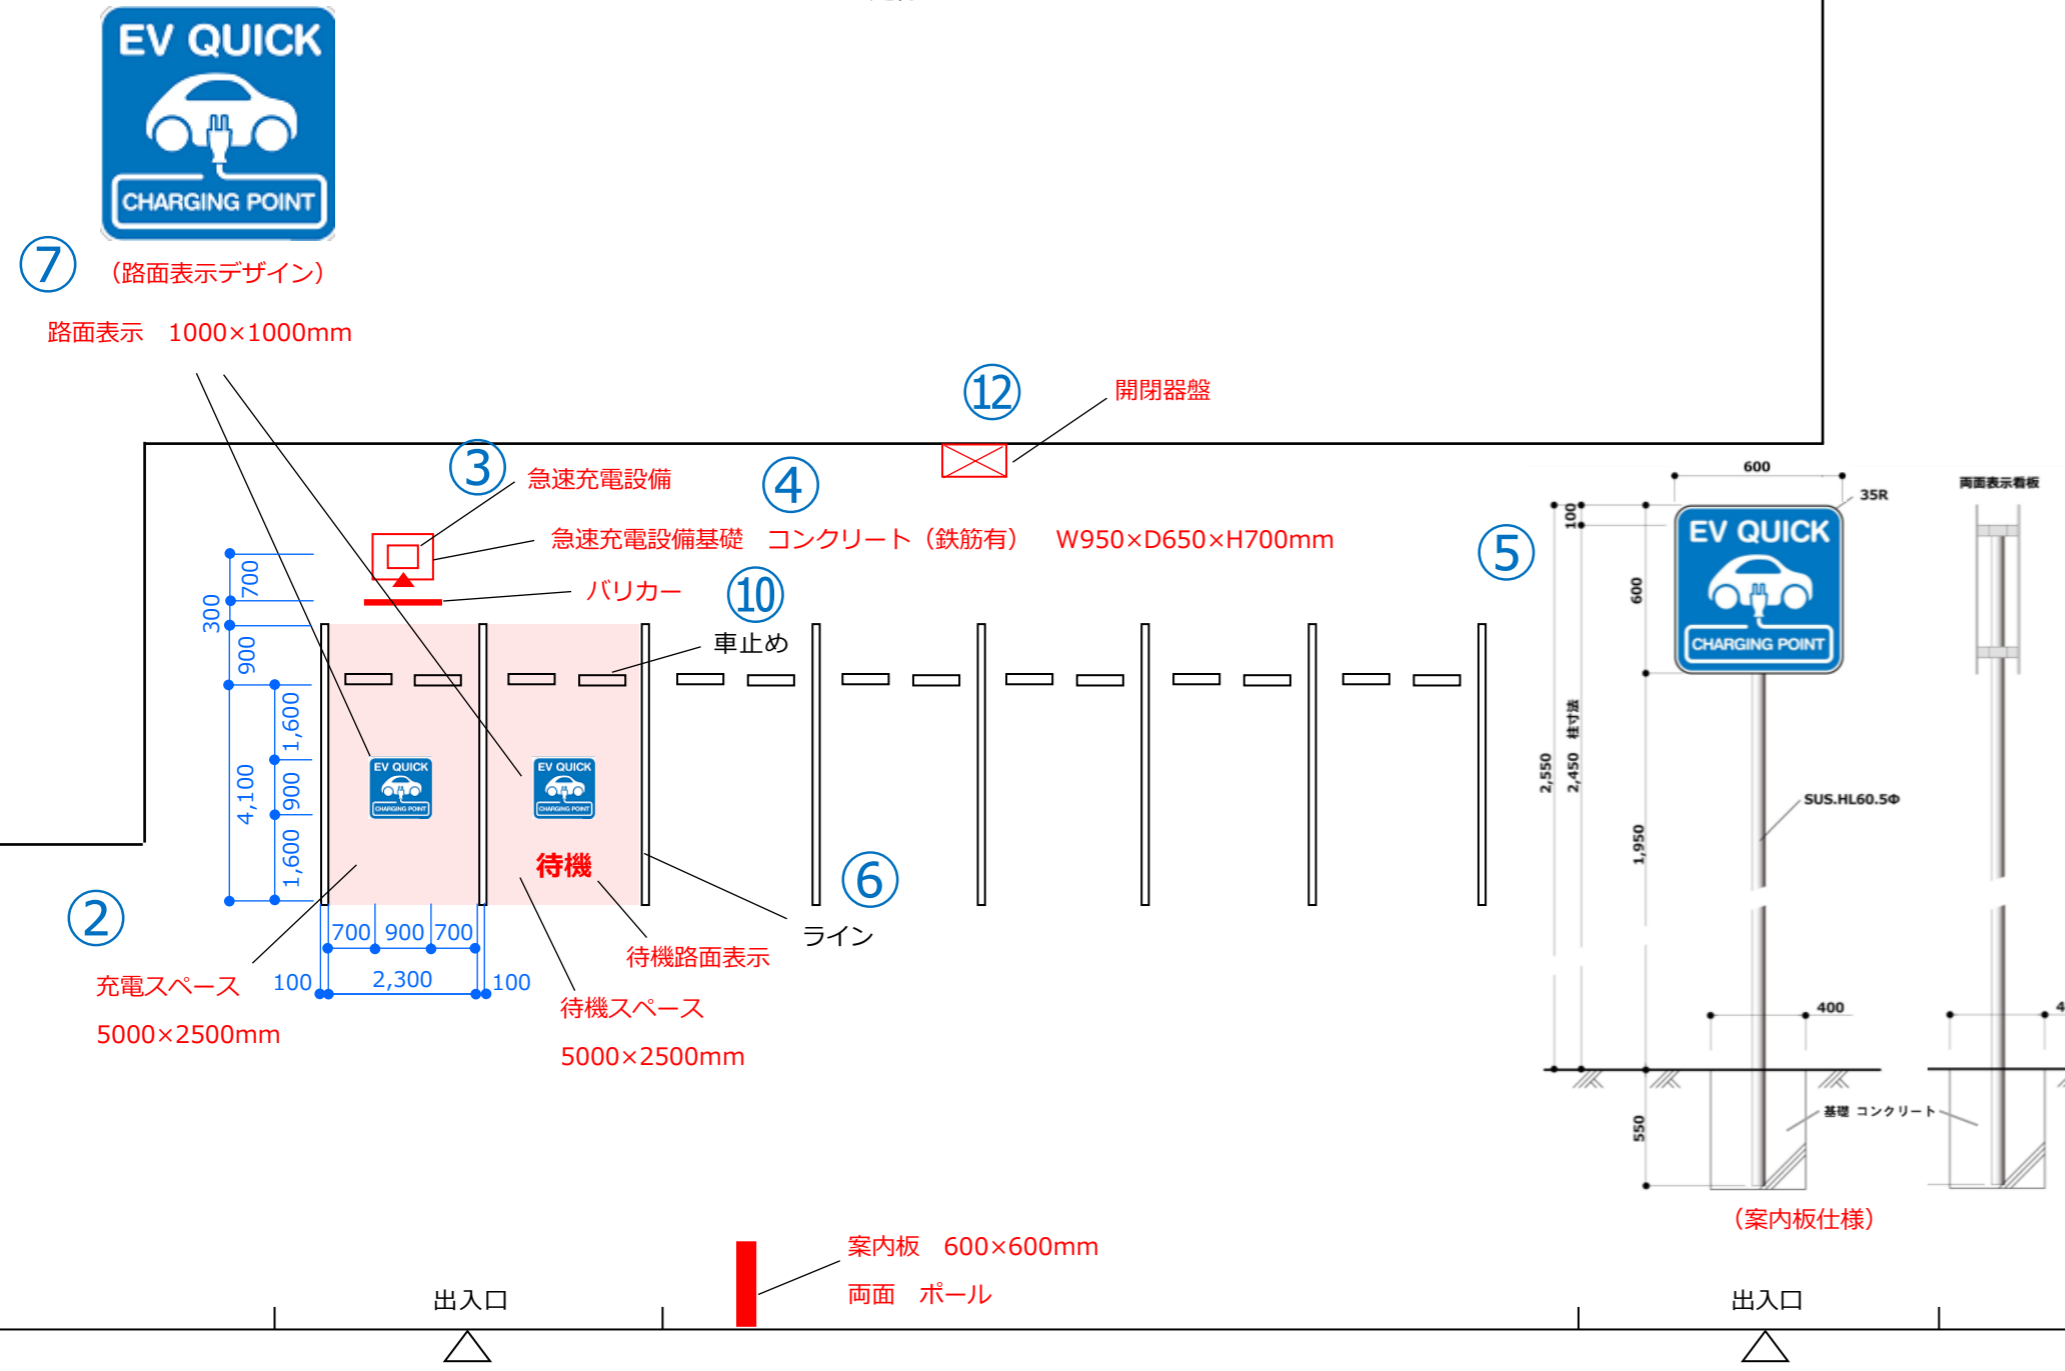 EV QUICK
CHARGING POINT
⑦
（路面表示デザイン）
路面表示　1000×1000mm
⑫
開閉器盤
③
急速充電設備
④
急速充電設備基礎　コンクリート（鉄筋有）　W950×D650×H700mm
バリカー
⑩
車止め
700
300
900
4,100
1,600
900
1,600
EV QUICK
CHARGING POINT
EV QUICK
CHARGING POINT
待機
⑥
ライン
②
700
900
700
100
2,300
100
充電スペース
5000×2500mm
待機路面表示
待機スペース
5000×2500mm
⑤
600
35R
両面表示看板
100
EV QUICK
CHARGING POINT
600
2,550
2,450 柱寸法
1,950
SUS.HL60.5Φ
400
基礎 コンクリート
550
（案内板仕様）
案内板　600×600mm
両面　ポール
出入口
出入口